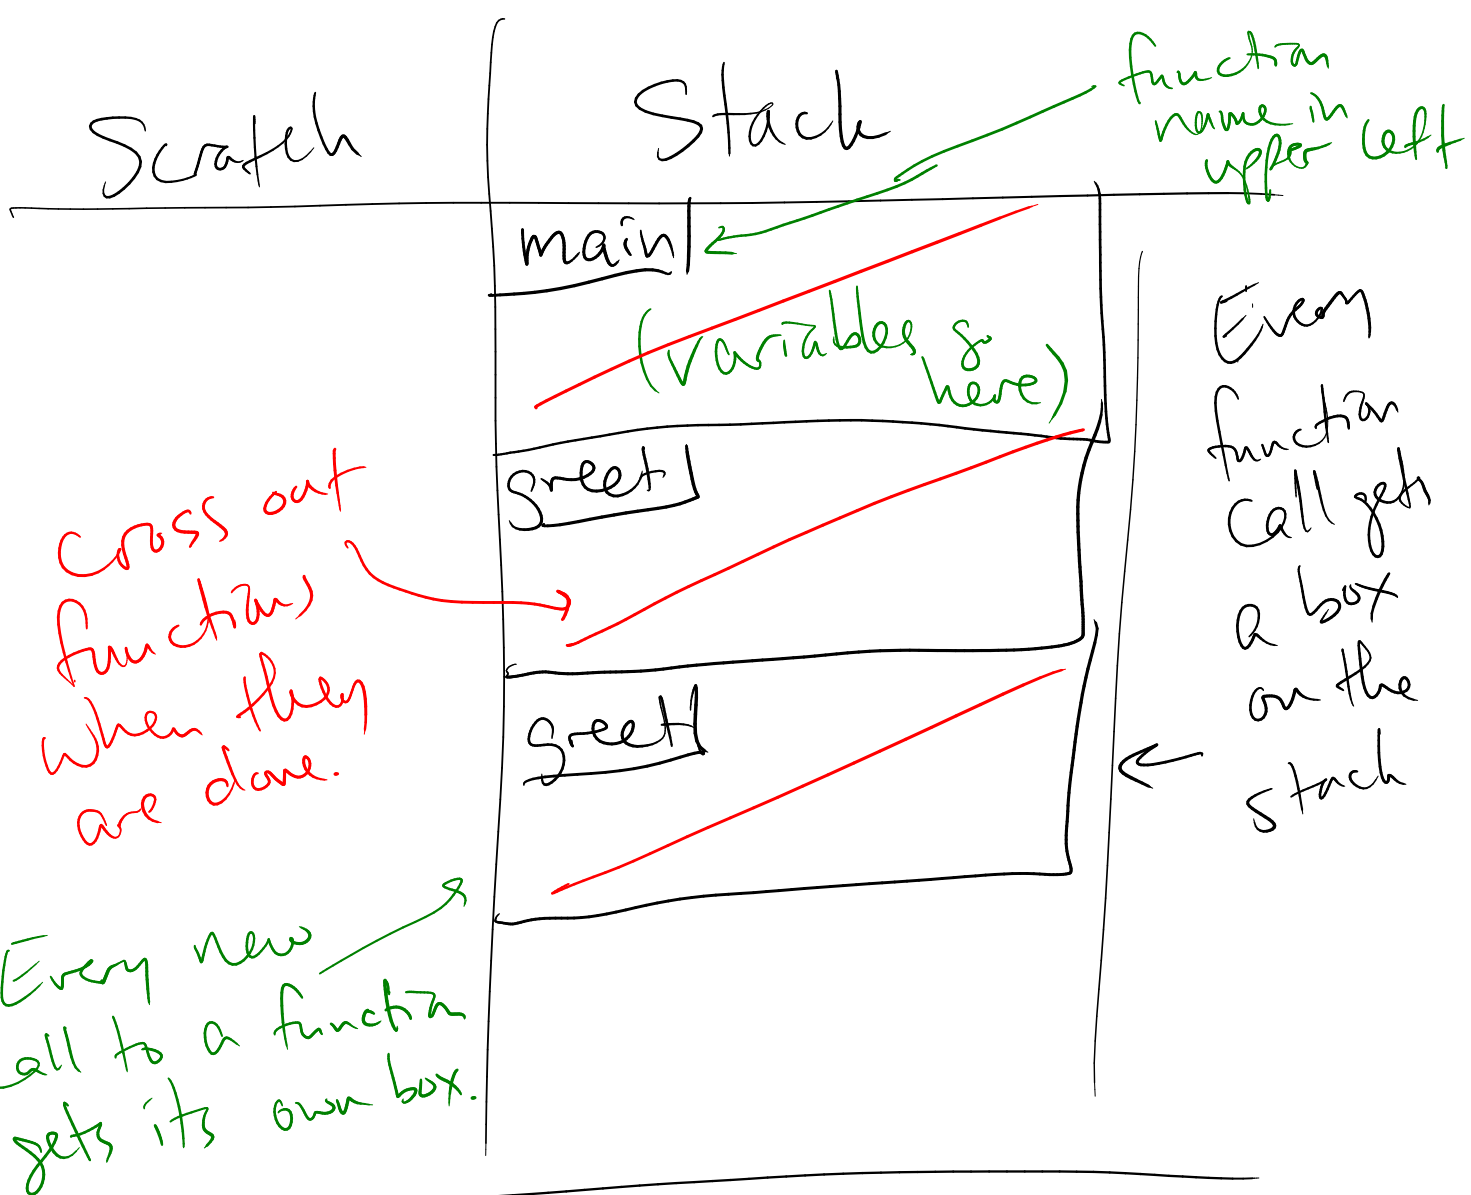 Scratch
Stack
function
name in
upper left
main
(variables go
here)
greet
greet
Every
function
call gets
a box
on the
stack
Cross out
functions
when they
are done.
Every new
call to a function
gets its own box.